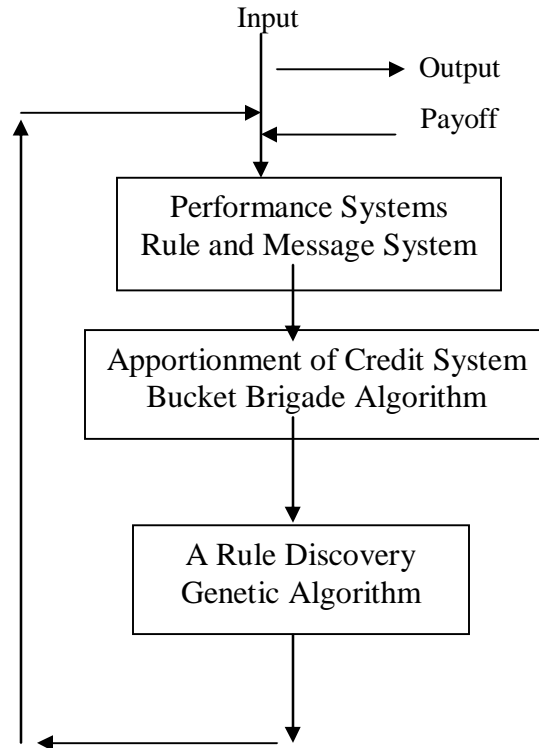 Input
Output
Payoff
Performance Systems
Rule and Message System
Apportionment of Credit System
Bucket Brigade Algorithm
A Rule Discovery
Genetic Algorithm